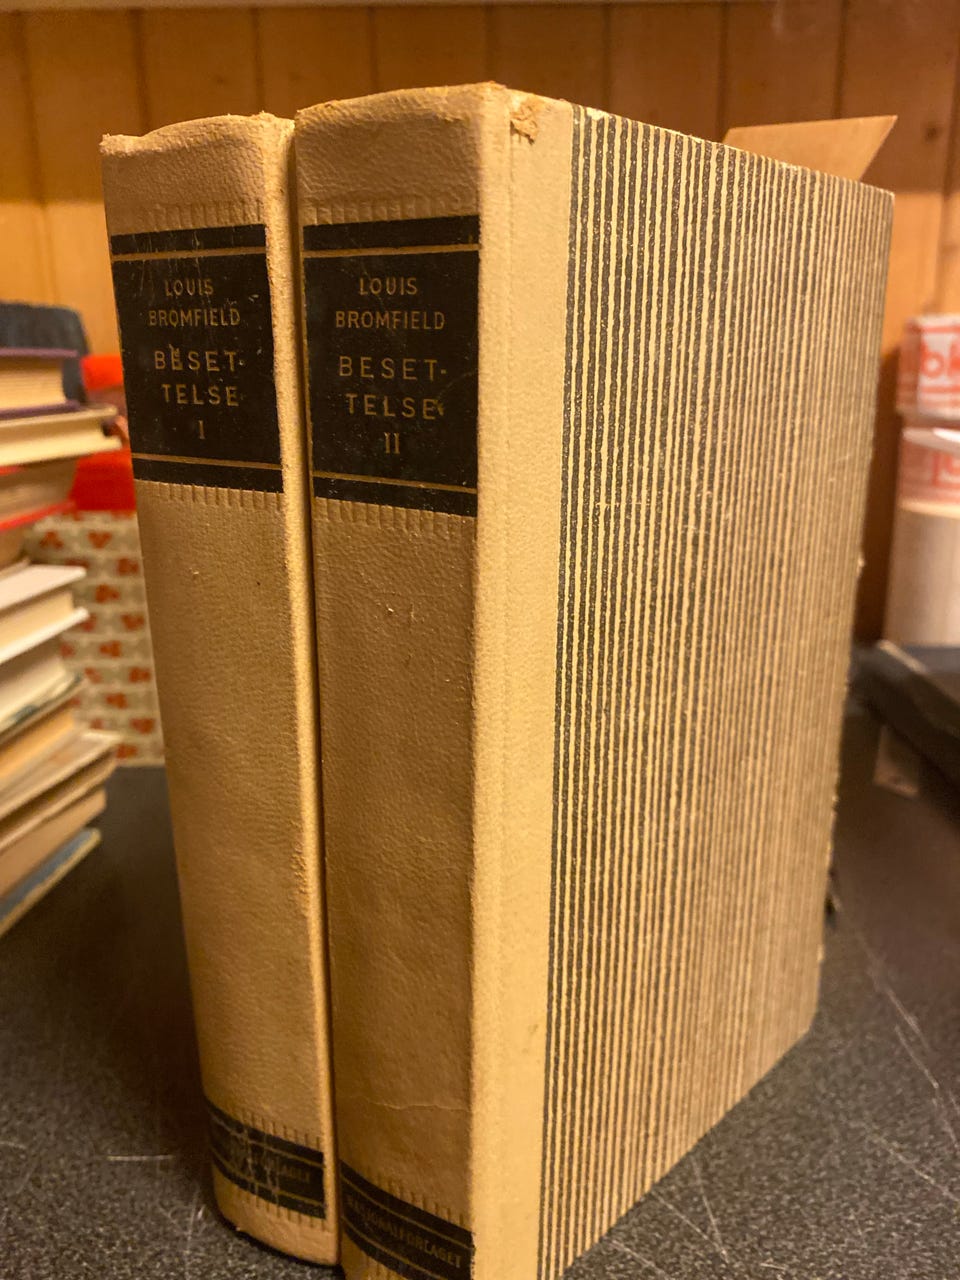 LOUIS
BROMFIELD
BESET-
TELSE
I
LOUIS
BROMFIELD
BESET-
TELSE
II
NASJONALFORLAGET